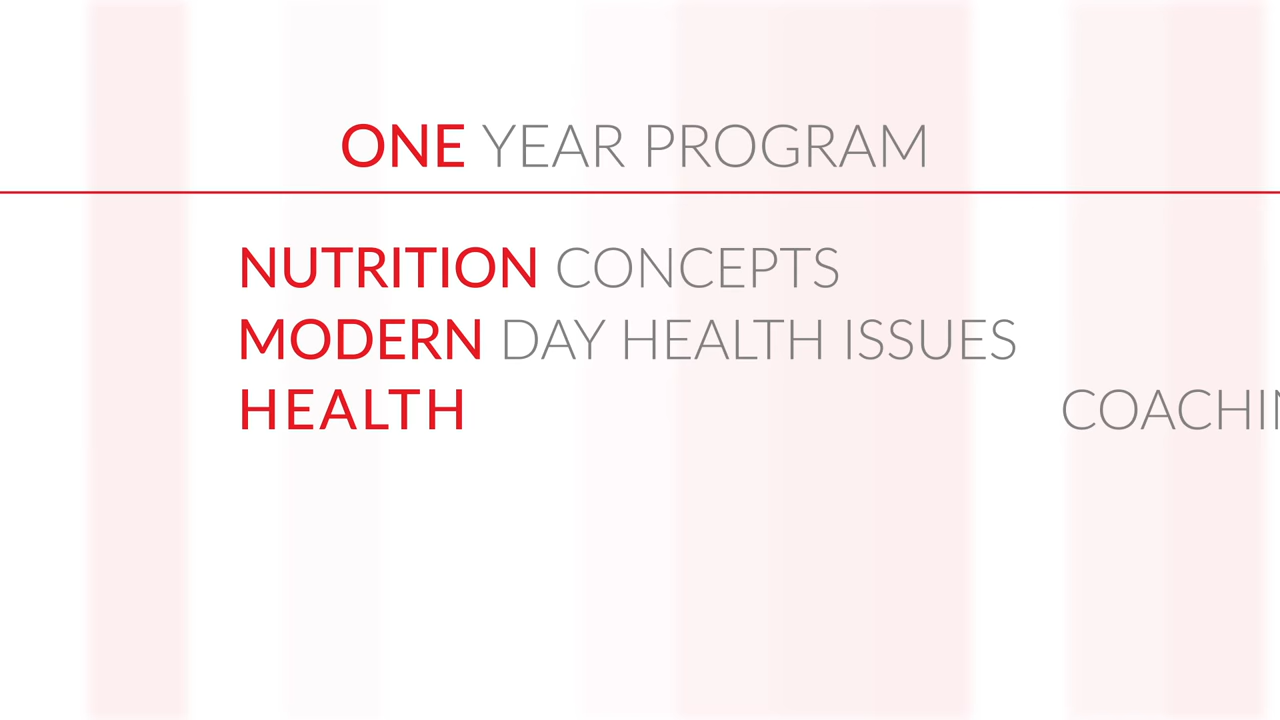 ONE YEAR PROGRAM
NUTRITION CONCEPTS
MODERN DAY HEALTH ISSUES
HEALTH COACHIN